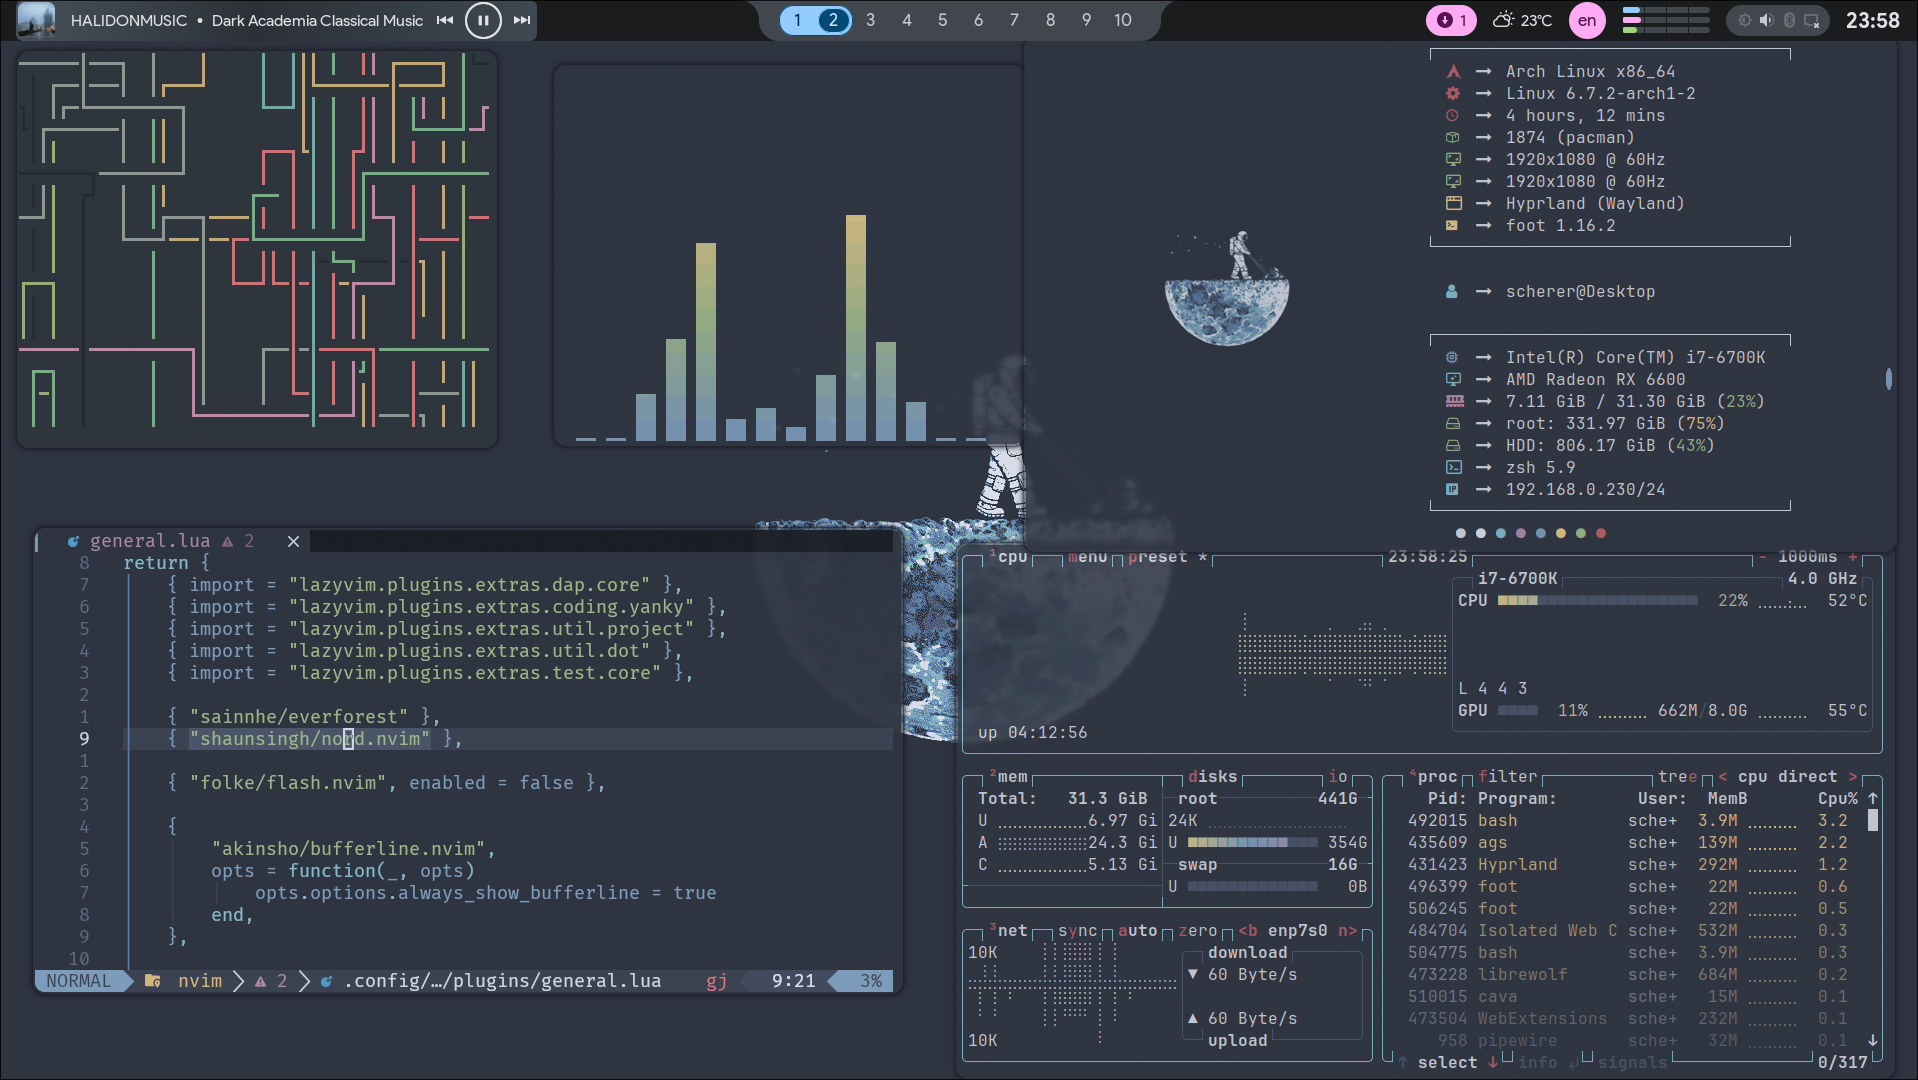 HALIDONMUSIC • Dark Academia Classical Music
1 2 3 4 5 6 7 8 9 10
1 23°C en 23:58
Arch Linux x86_64
Linux 6.7.2-arch1-2
4 hours, 12 mins
1874 (pacman)
1920x1080 @ 60Hz
1920x1080 @ 60Hz
Hyprland (Wayland)
foot 1.16.2
scherer@Desktop
Intel(R) Core(TM) i7-6700K
AMD Radeon RX 6600
7.11 GiB / 31.30 GiB (23%)
root: 331.97 GiB (75%)
HDD: 806.17 GiB (43%)
zsh 5.9
192.168.0.230/24
general.lua 2
8 return {
7 { import = "lazyvim.plugins.extras.dap.core" },
6 { import = "lazyvim.plugins.extras.coding.yanky" },
5 { import = "lazyvim.plugins.extras.util.project" },
4 { import = "lazyvim.plugins.extras.util.dot" },
3 { import = "lazyvim.plugins.extras.test.core" },
2
1 { "sainnhe/everforest" },
9 { "shaunsingh/nord.nvim" },
1
2 { "folke/flash.nvim", enabled = false },
3
4 {
5 "akinsho/bufferline.nvim",
6 opts = function(_, opts)
7 opts.options.always_show_bufferline = true
8 end,
9 },
10
NORMAL nvim 2 .config/…/plugins/general.lua gj 9:21 3%
1cpu menu preset * 23:58:25 - 1000ms +
i7-6700K 4.0 GHz
CPU 22% 52°C
L 4 4 3
GPU 11% 662M/8.0G 55°C
up 04:12:56
2mem disks io
Total: 31.3 GiB root 441G
U 6.97 Gi 24K
A 24.3 Gi U 354G
C 5.13 Gi swap 16G
U 0B
3net sync auto zero <b enp7s0 n>
10K download
▼ 60 Byte/s
▲ 60 Byte/s
10K upload
4proc filter tree < cpu direct >
Pid: Program: User: MemB Cpu% ↑
492015 bash sche+ 3.9M 3.2
435609 ags sche+ 139M 2.2
431423 Hyprland sche+ 292M 1.2
496399 foot sche+ 22M 0.6
506245 foot sche+ 22M 0.5
484704 Isolated Web C sche+ 532M 0.3
504775 bash sche+ 3.9M 0.3
473228 librewolf sche+ 684M 0.2
510015 cava sche+ 15M 0.1
473504 WebExtensions sche+ 232M 0.1
958 pipewire sche+ 32M 0.1 ↓
↑ select ↓ info ↲ signals 0/317